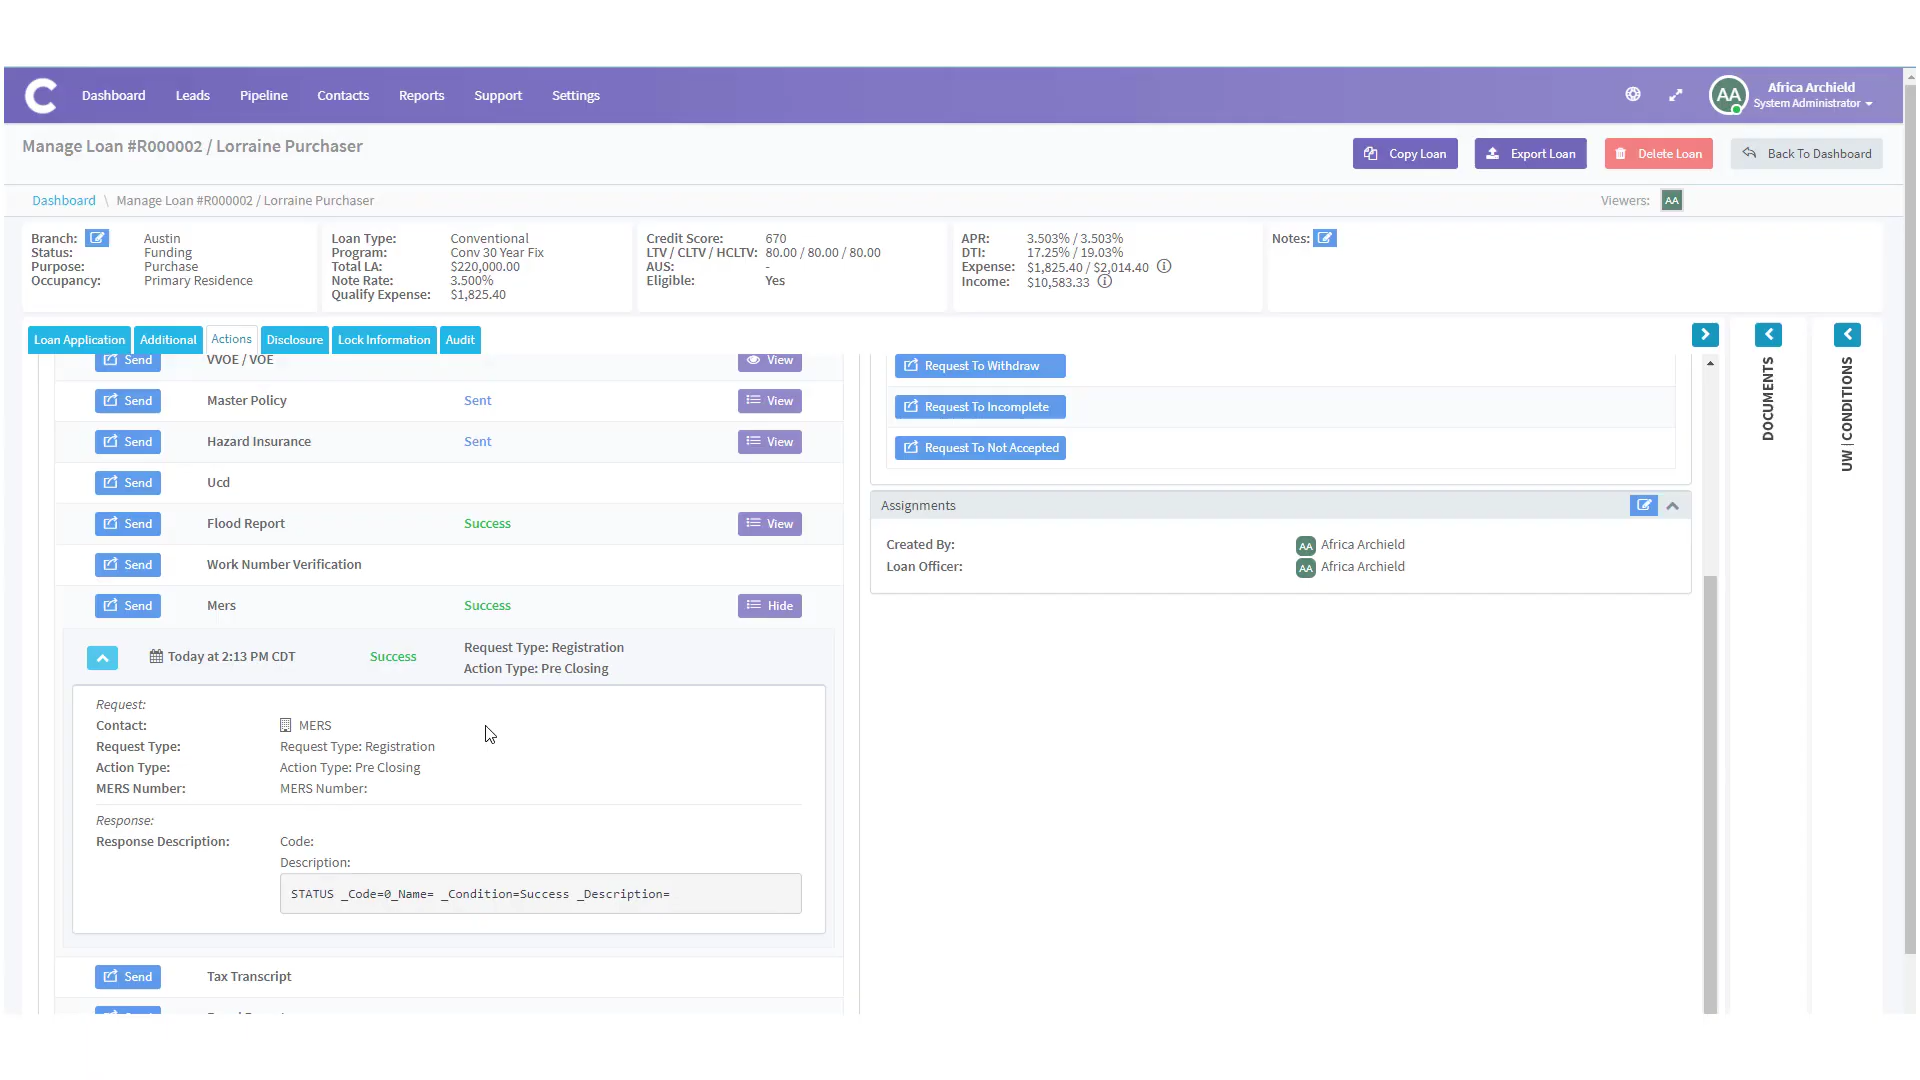 C Dashboard Leads Pipeline Contacts Reports Support Settings AA Africa Archield
System Administrator
Manage Loan #R000002 / Lorraine Purchaser Copy Loan Export Loan Delete Loan Back To Dashboard
Dashboard \ Manage Loan #R000002 / Lorraine Purchaser Viewers: AA
Branch: Austin
Status: Funding
Purpose: Purchase
Occupancy: Primary Residence
Loan Type: Conventional
Program: Conv 30 Year Fix
Total LA: $220,000.00
Note Rate: 3.500%
Qualify Expense: $1,825.40
Credit Score: 670
LTV / CLTV / HCLTV: 80.00 / 80.00 / 80.00
AUS: -
Eligible: Yes
APR: 3.503% / 3.503%
DTI: 17.25% / 19.03%
Expense: $1,825.40 / $2,014.40
Income: $10,583.33
Notes:
Loan Application Additional Actions Disclosure Lock Information Audit
Send VVOE / VOE View
Send Master Policy Sent View
Send Hazard Insurance Sent View
Send Ucd
Send Flood Report Success View
Send Work Number Verification
Send Mers Success Hide
Today at 2:13 PM CDT Success Request Type: Registration
Action Type: Pre Closing
Request:
Contact: MERS
Request Type: Request Type: Registration
Action Type: Action Type: Pre Closing
MERS Number: MERS Number:
Response:
Response Description: Code:
Description:
STATUS _Code=0_Name= _Condition=Success _Description=
Send Tax Transcript
Request To Withdraw
Request To Incomplete
Request To Not Accepted
Assignments
Created By: AA Africa Archield
Loan Officer: AA Africa Archield
DOCUMENTS
UW | CONDITIONS